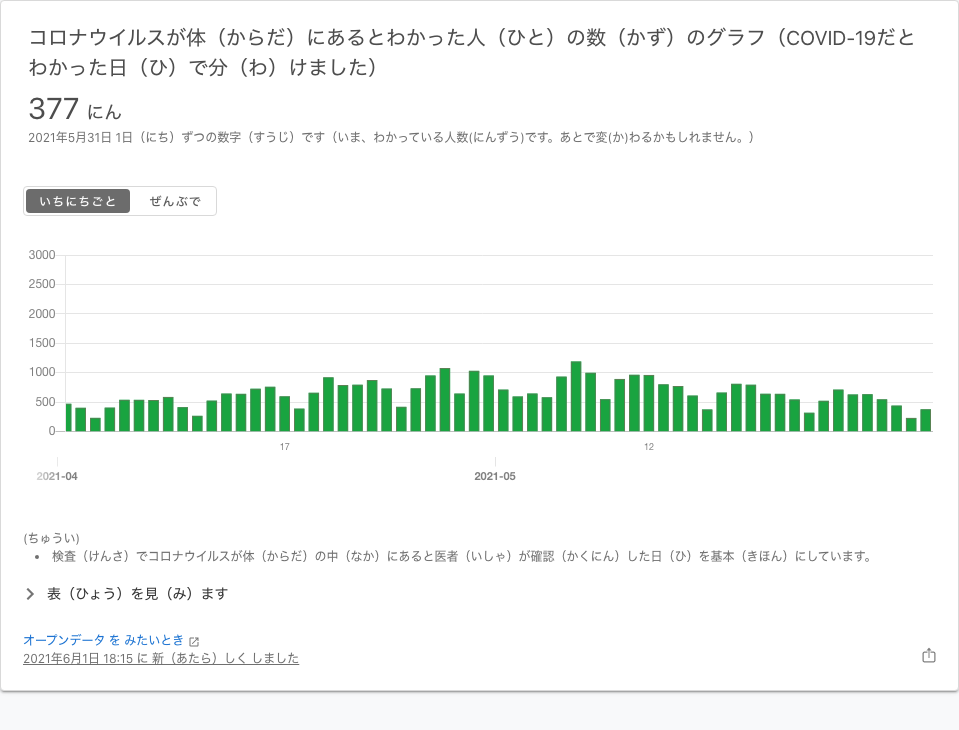 コロナウイルスが体（からだ）にあるとわかった人（ひと）の数（かず）のグラフ（COVID-19だと
わかった日（ひ）で分（わ）けました）
377 にん
2021年5月31日 1日（にち）ずつの数字（すうじ）です（いま、わかっている人数(にんずう)です。あとで変(か)わるかもしれません。）
いちにちごと ぜんぶで
3000
2500
2000
1500
1000
500
0
17 12
2021-04 2021-05
(ちゅうい)
• 検査（けんさ）でコロナウイルスが体（からだ）の中（なか）にあると医者（いしゃ）が確認（かくにん）した日（ひ）を基本（きほん）にしています。
表（ひょう）を見（み）ます
オープンデータ を みたいとき
2021年6月1日 18:15 に 新（あたら）しく しました